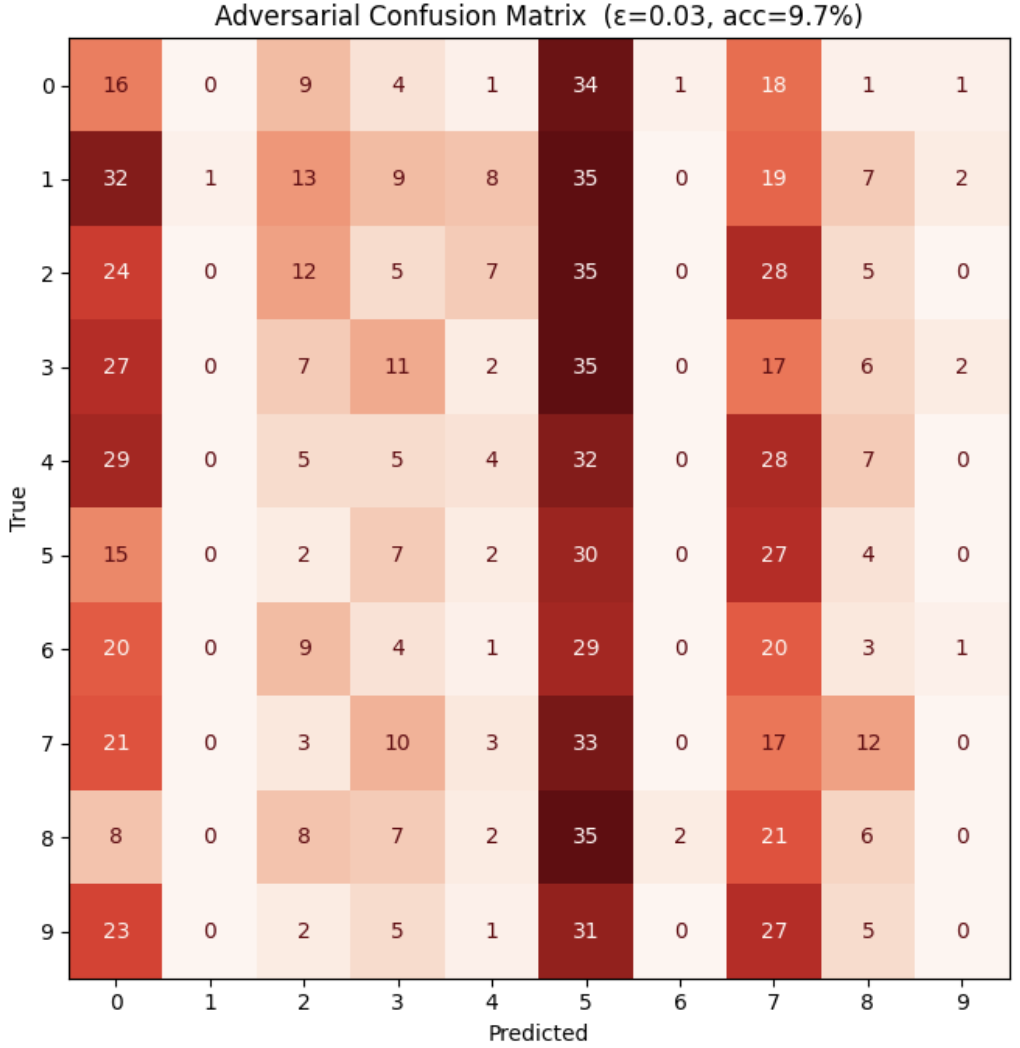 Adversarial Confusion Matrix (ε=0.03, acc=9.7%)
True
0 16 0 9 4 1 34 1 18 1 1
1 32 1 13 9 8 35 0 19 7 2
2 24 0 12 5 7 35 0 28 5 0
3 27 0 7 11 2 35 0 17 6 2
4 29 0 5 5 4 32 0 28 7 0
5 15 0 2 7 2 30 0 27 4 0
6 20 0 9 4 1 29 0 20 3 1
7 21 0 3 10 3 33 0 17 12 0
8 8 0 8 7 2 35 2 21 6 0
9 23 0 2 5 1 31 0 27 5 0
0 1 2 3 4 5 6 7 8 9
Predicted